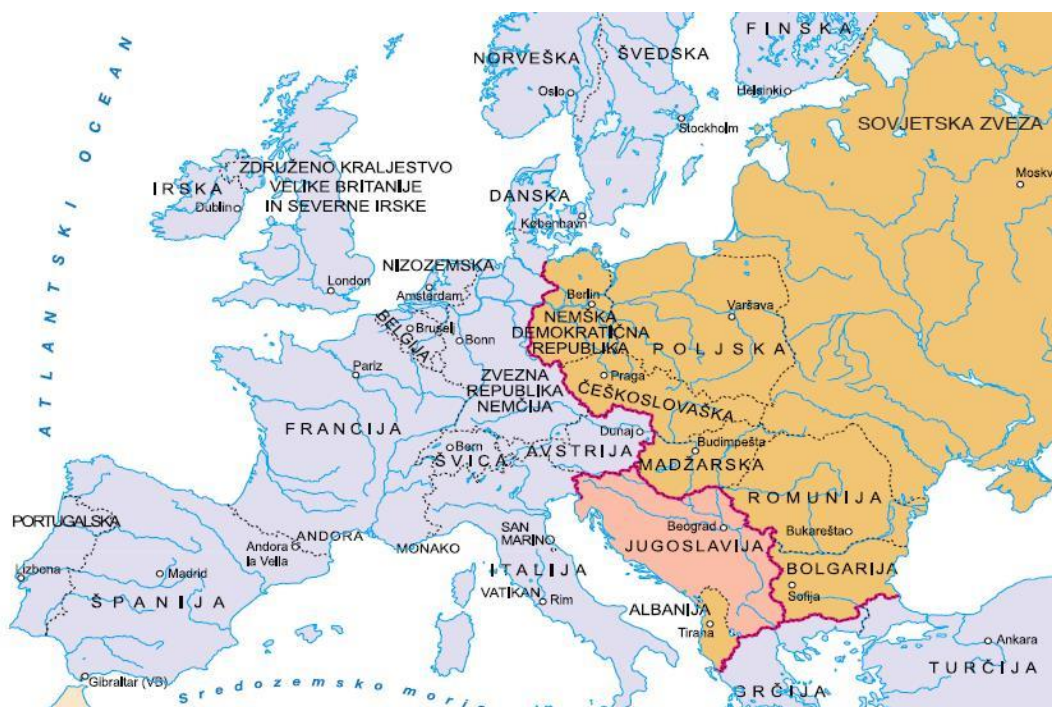 ATLANTSKI OCEAN
NORVEŠKA
Oslo
ŠVEDSKA
Stockholm
FINSKA
Helsinki
SOVJETSKA ZVEZA
IRSKA
Dublin
ZDRUŽENO KRALJESTVO
VELIKE BRITANIJE
IN SEVERNE IRSKE
London
DANSKA
København
NIZOZEMSKA
Amsterdam
BELGIJA
Bruselj
Bonn
ZVEZNA
REPUBLIKA
NEMČIJA
Berlin
NEMŠKA
DEMOKRATIČNA
REPUBLIKA
Varšava
POLJSKA
Praga
ČEŠKOSLOVAŠKA
Pariz
FRANCIJA
Bern
ŠVICA
Dunaj
AVSTRIJA
Budimpešta
MADŽARSKA
ROMUNIJA
Bukarešta
Beograd
JUGOSLAVIJA
BOLGARIJA
Sofija
ALBANIJA
Tirana
PORTUGALSKA
Lizbona
Madrid
ŠPANIJA
Andora
la Vella
ANDORA
MONAKO
SAN
MARINO
ITALIJA
VATIKAN
Rim
Gibraltar (VB)
Sredozemsko morje
GRČIJA
Ankara
TURČIJA